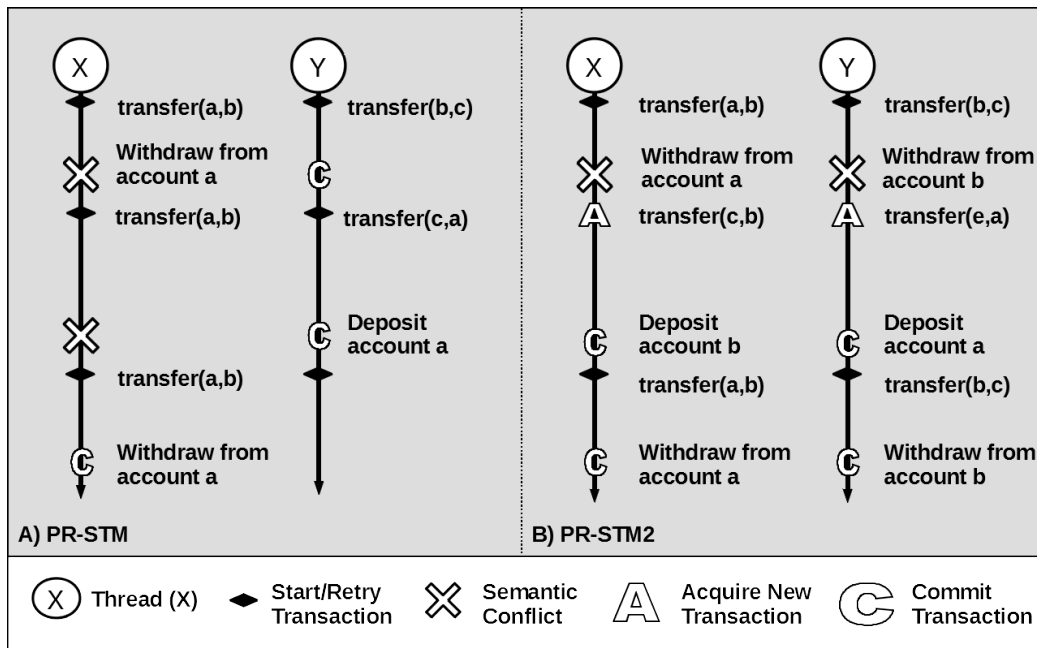 X
Y
transfer(a,b)
transfer(b,c)
Withdraw from
account a
C
transfer(a,b)
transfer(c,a)
C
Deposit
account a
transfer(a,b)
C
Withdraw from
account a
A) PR-STM
X
Y
transfer(a,b)
transfer(b,c)
Withdraw from
account a
Withdraw from
account b
A
transfer(c,b)
A
transfer(e,a)
C
Deposit
account b
C
Deposit
account a
transfer(a,b)
transfer(b,c)
C
Withdraw from
account a
C
Withdraw from
account b
B) PR-STM2
X
Thread (X)
Start/Retry
Transaction
Semantic
Conflict
A
Acquire New
Transaction
C
Commit
Transaction